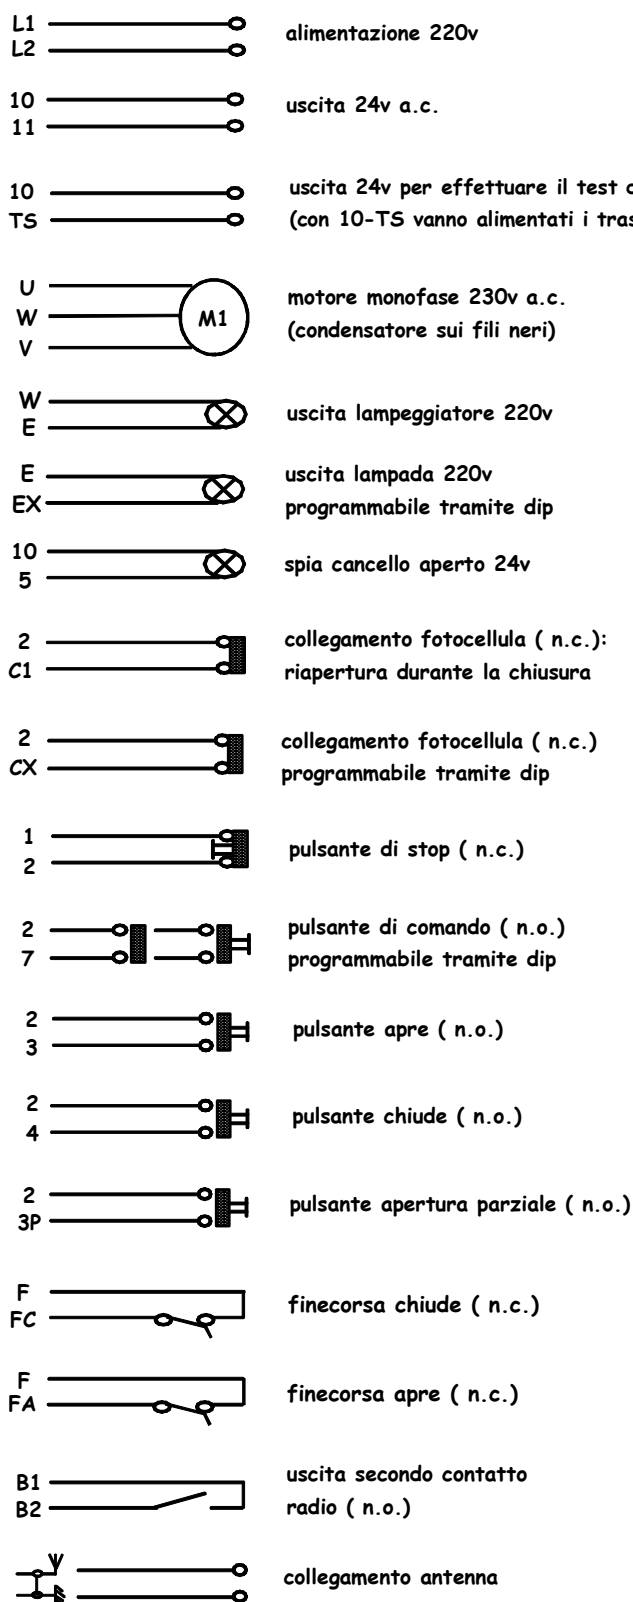 L1
L2
alimentazione 220v
10
11
uscita 24v a.c.
10
TS
uscita 24v per effettuare il test
(con 10-TS vanno alimentati i
U
W
V
M1
motore monofase 230v a.c.
(condensatore sui fili neri)
W
E
uscita lampeggiatore 220v
E
EX
uscita lampada 220v
programmabile tramite dip
10
5
spia cancello aperto 24v
2
C1
collegamento fotocellula ( n.c.):
riapertura durante la chiusura
2
CX
collegamento fotocellula ( n.c.)
programmabile tramite dip
1
2
pulsante di stop ( n.c.)
2
7
pulsante di comando ( n.o.)
programmabile tramite dip
2
3
pulsante apre ( n.o.)
2
4
pulsante chiude ( n.o.)
2
3P
pulsante apertura parziale ( n.o.)
F
FC
finecorsa chiude ( n.c.)
F
FA
finecorsa apre ( n.c.)
B1
B2
uscita secondo contatto
radio ( n.o.)
collegamento antenna